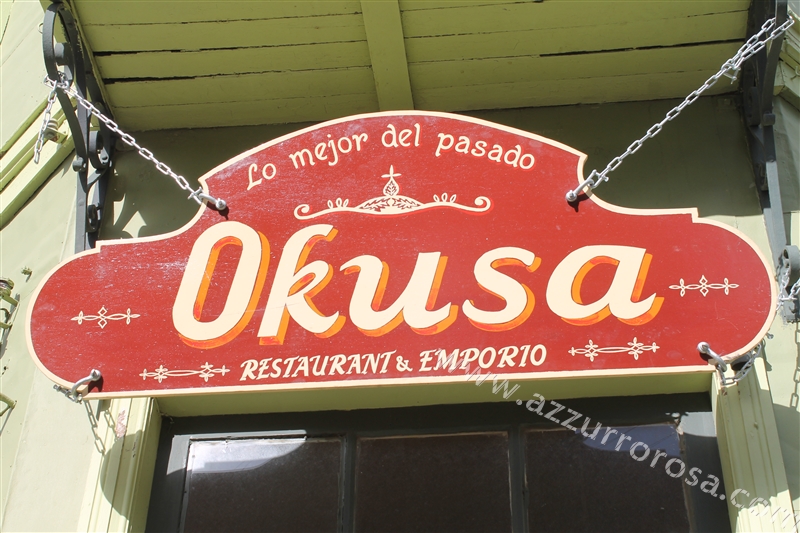 Lo mejor del pasado
Okusa
RESTAURANT & EMPORIO
www.azzurrorosa.com